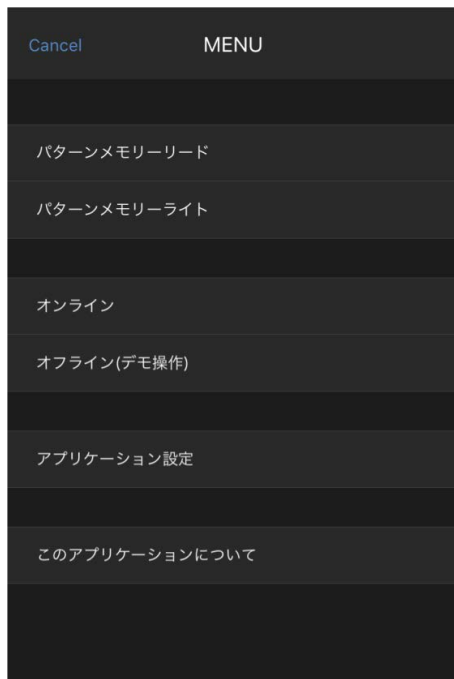 Cancel MENU
パターンメモリーリード
パターンメモリーライト
オンライン
オフライン(デモ操作)
アプリケーション設定
このアプリケーションについて